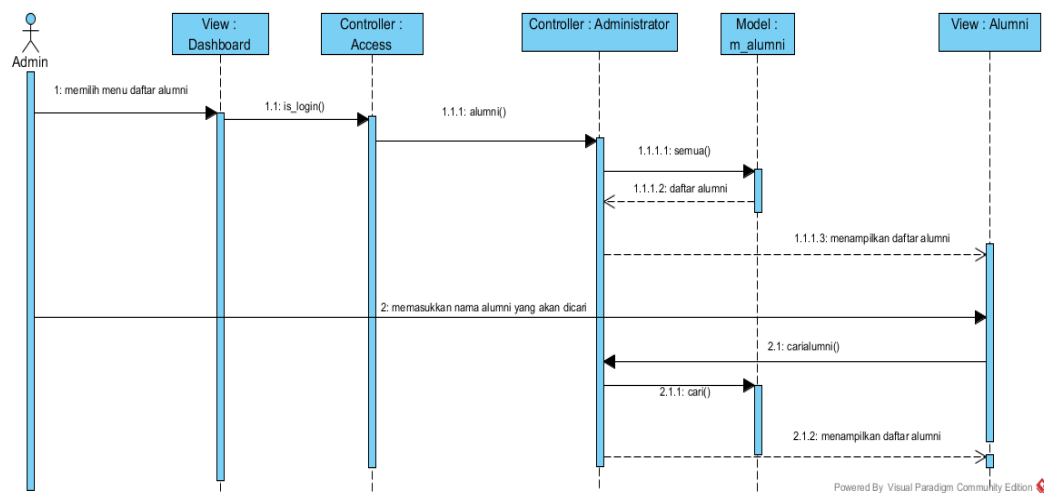 View :
Dashboard
Controller :
Access
Controller : Administrator
Model :
m_alumni
View : Alumni
Admin
1: memilih menu daftar alumni
1.1: is_login()
1.1.1: alumni()
1.1.1.1: semua()
1.1.1.2: daftar alumni
1.1.1.3: menampilkan daftar alumni
2: memasukkan nama alumni yang akan dicari
2.1: carialumni()
2.1.1: cari()
2.1.2: menampilkan daftar alumni
Powered By Visual Paradigm Community Edition